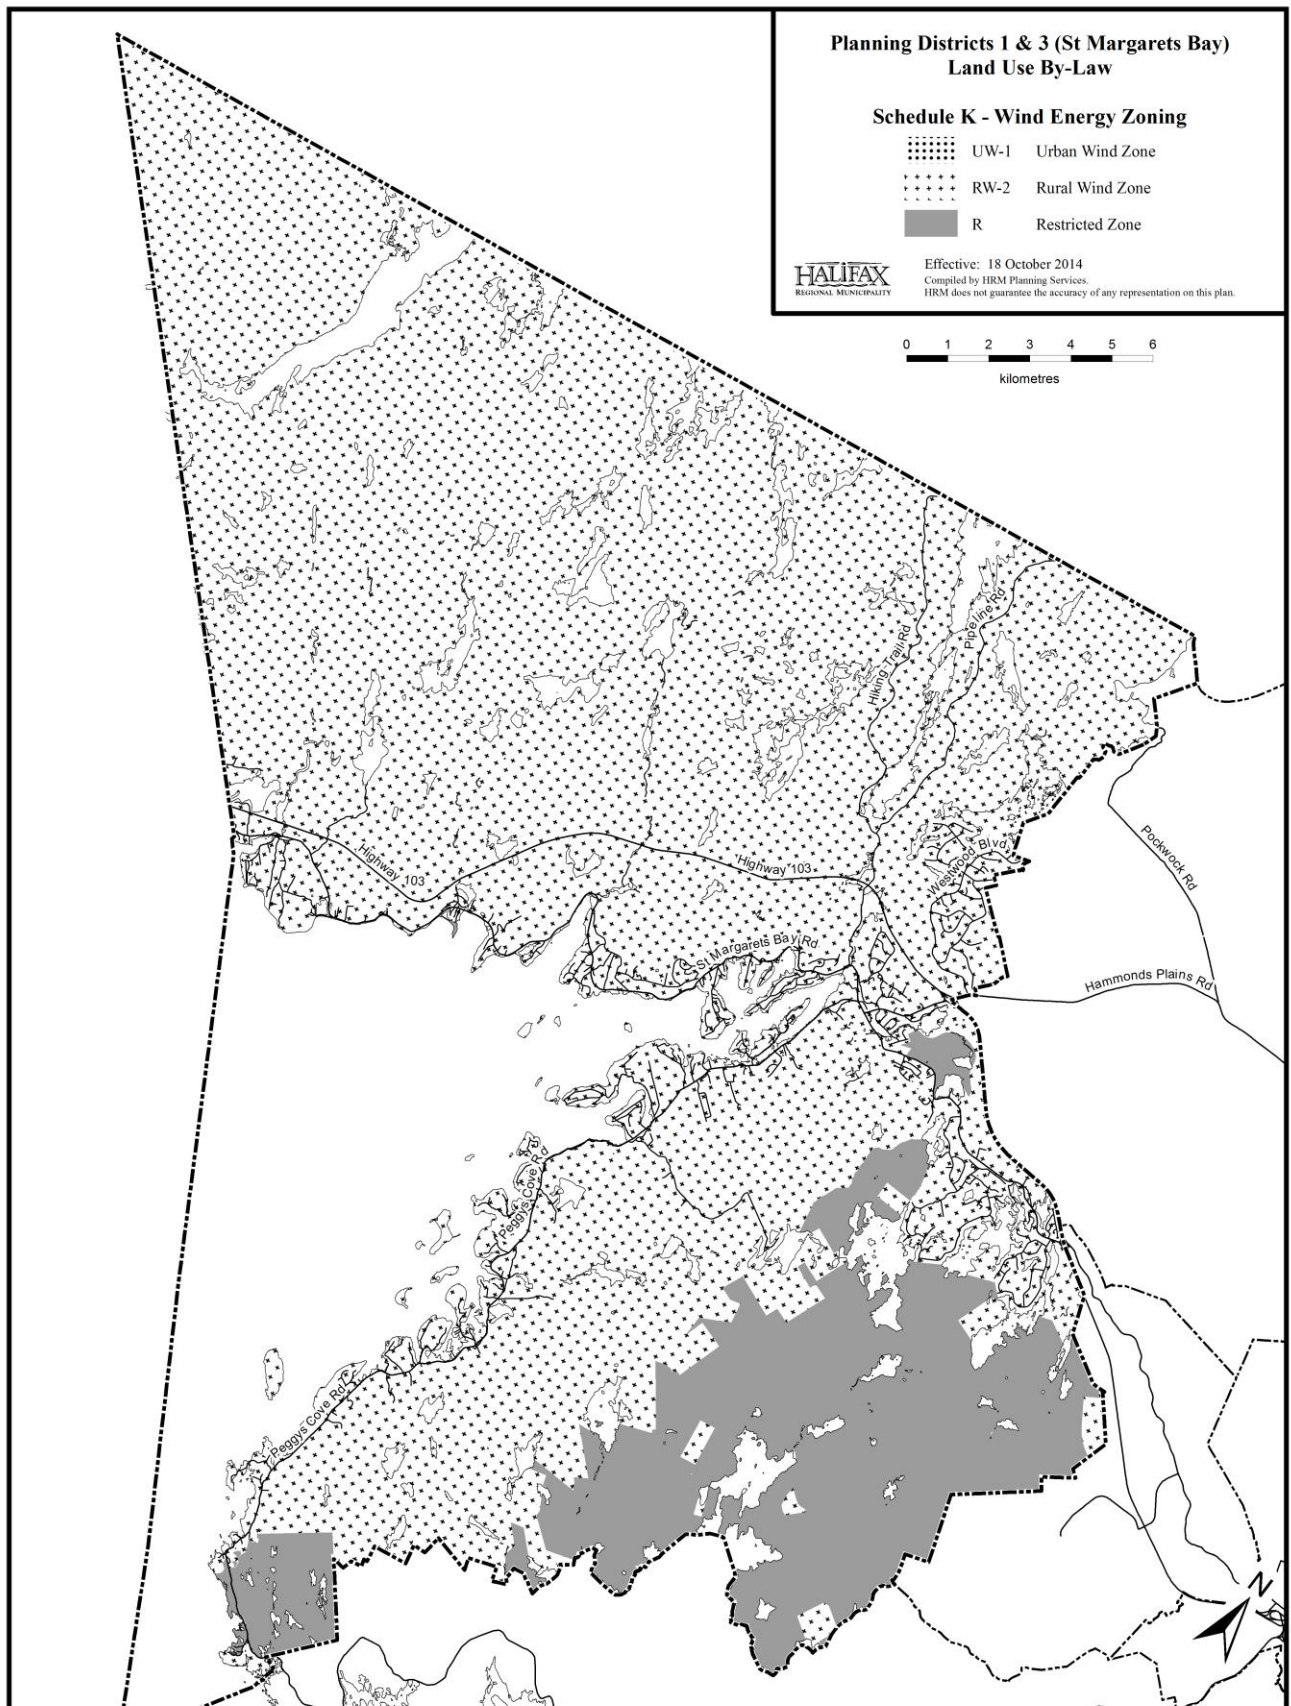 Planning Districts 1 & 3 (St Margarets Bay)
Land Use By-Law
Schedule K - Wind Energy Zoning
UW-1 Urban Wind Zone
RW-2 Rural Wind Zone
R Restricted Zone
HALIFAX
REGIONAL MUNICIPALITY
Effective: 18 October 2014
Compiled by HRM Planning Services.
HRM does not guarantee the accuracy of any representation on this plan.
0 1 2 3 4 5 6
kilometres
Hiking Trail Rd
Pipeline Rd
Pockwock Rd
Westwood Blvd
Highway 103
Highway 103
St Margarets Bay Rd
Hammonds Plains Rd
Peggys Cove Rd
Peggys Cove Rd
N